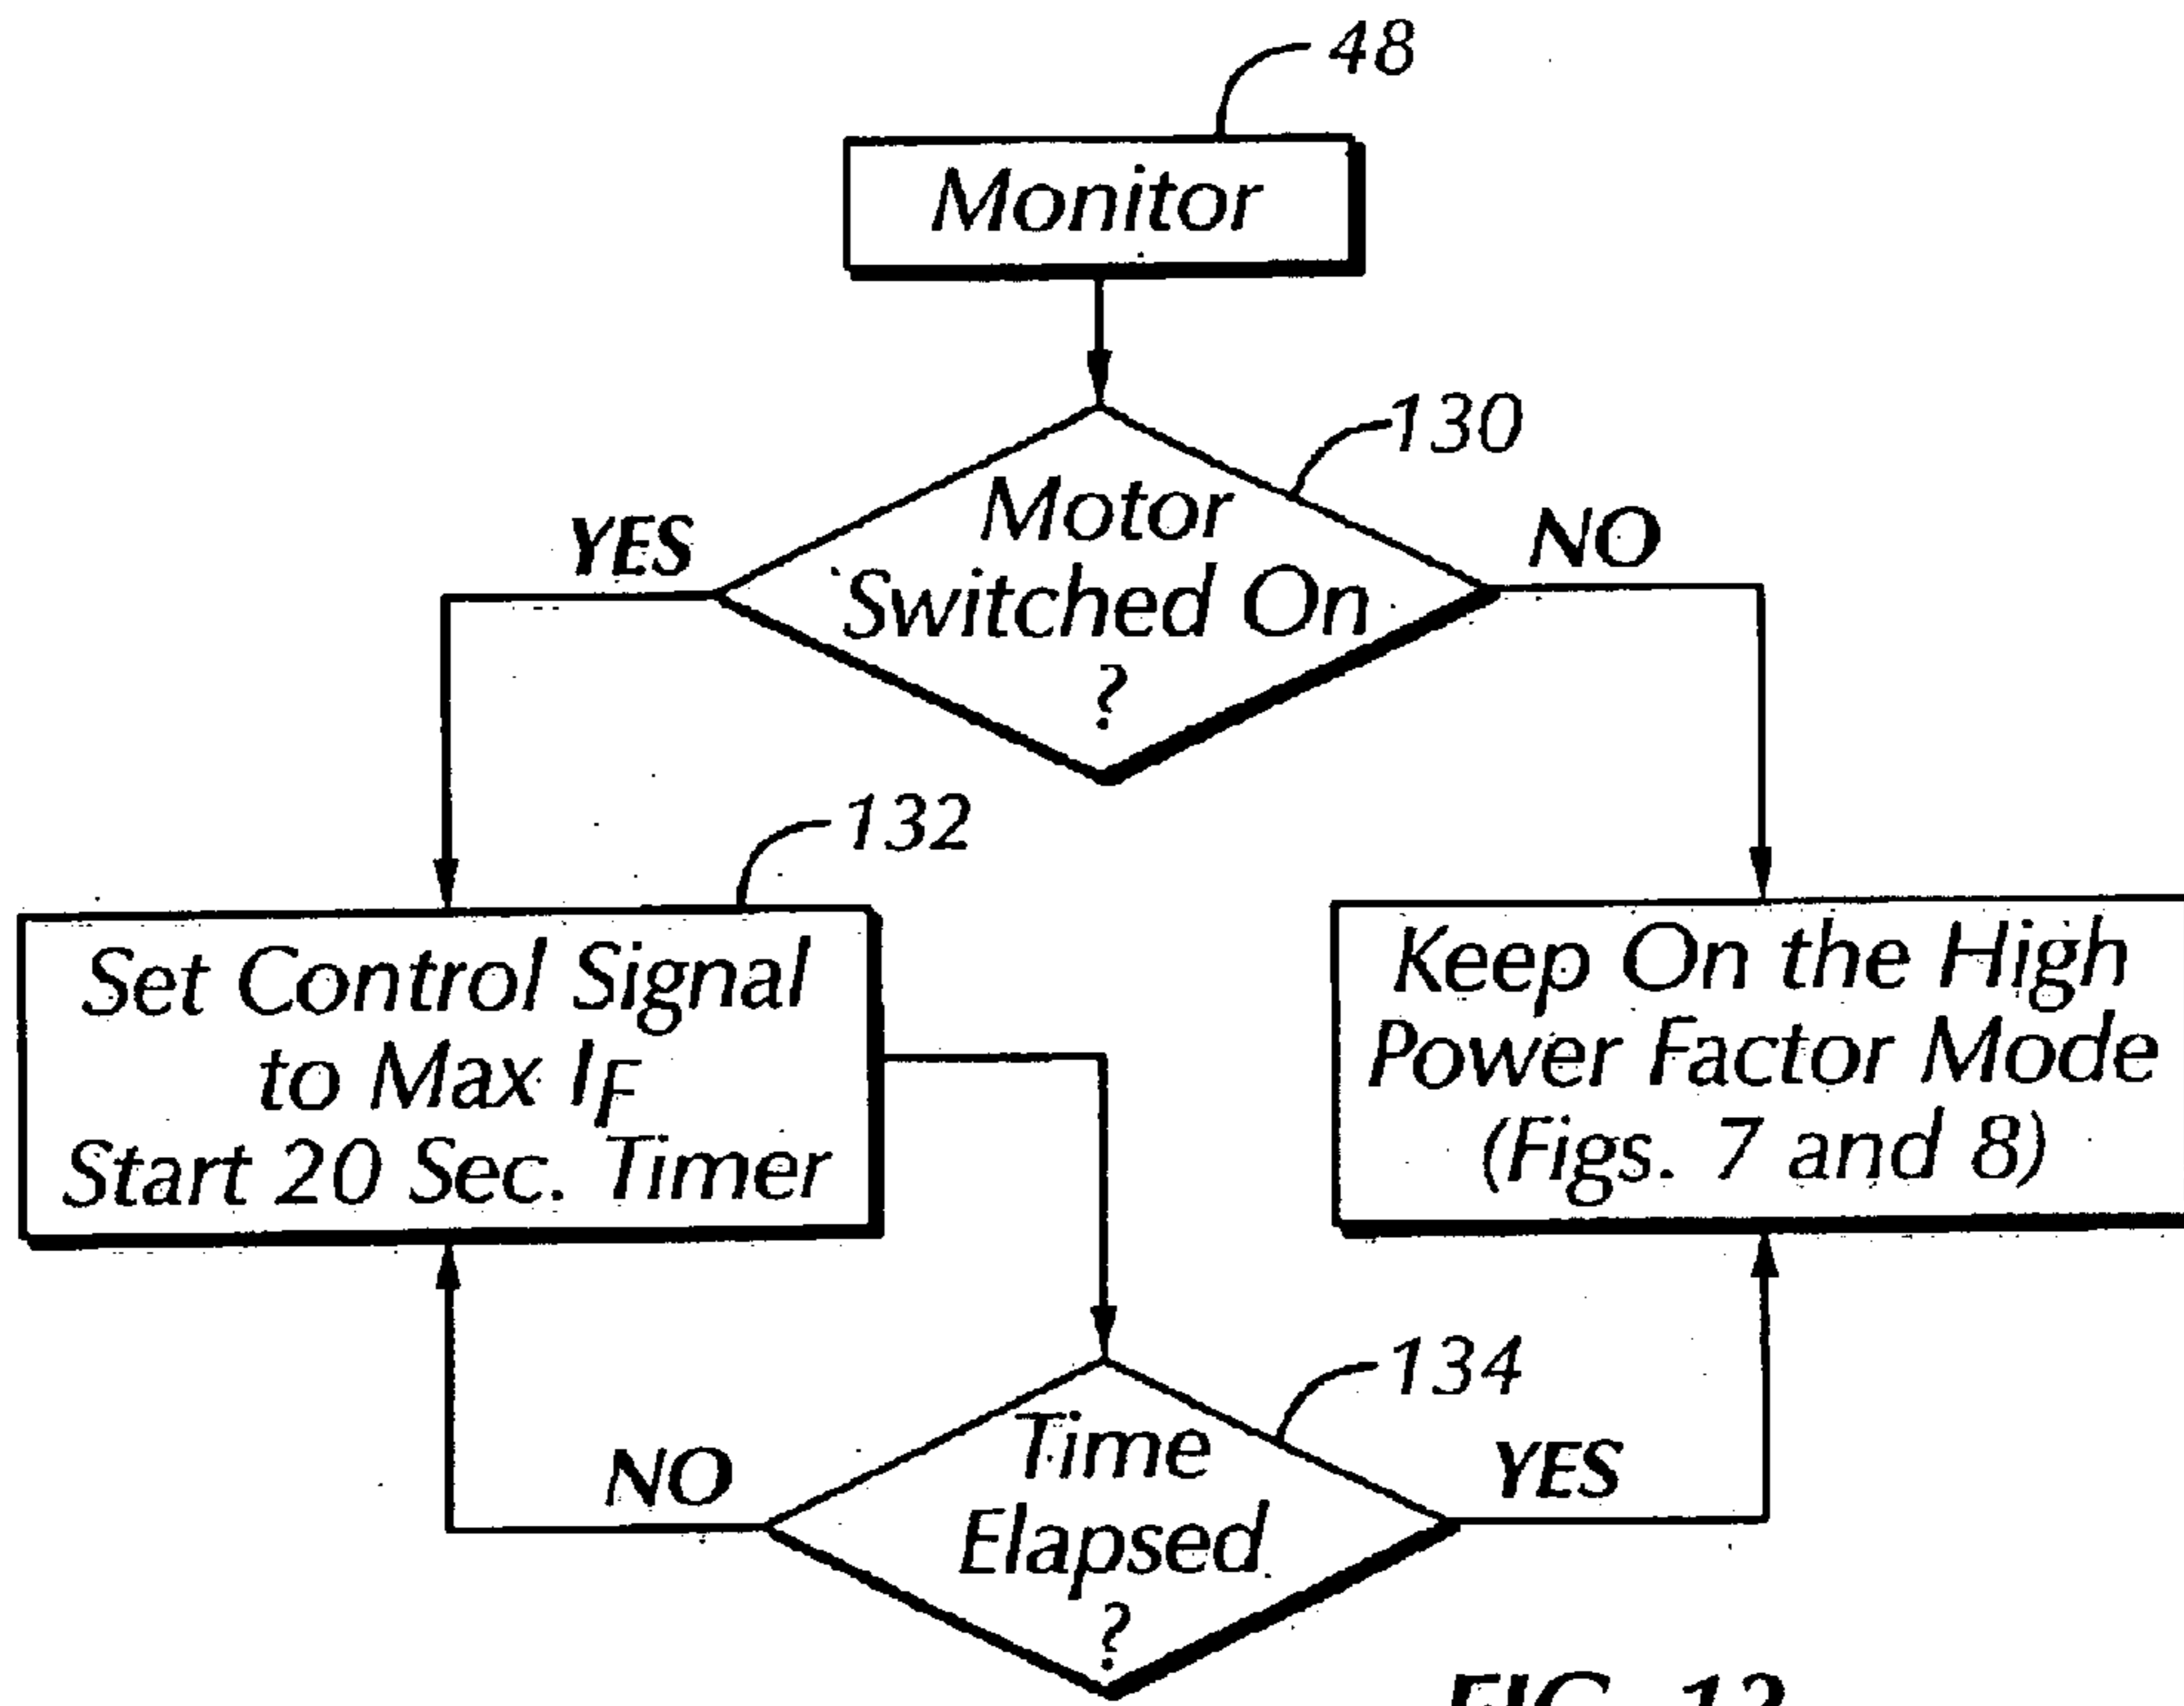 48
Monitor
130
Motor
Switched On
?
YES
NO
132
Set Control Signal
to Max IF
Start 20 Sec. Timer
Keep On the High
Power Factor Mode
(Figs. 7 and 8)
134
Time
Elapsed
?
NO
YES